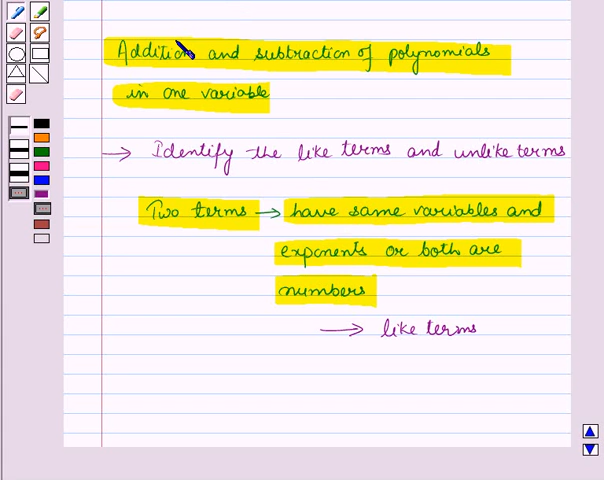 Addition and subtraction of polynomials
in one variable
→ Identify the like terms and unlike terms
Two terms → have same variables and
exponents or both are
numbers
→ like terms